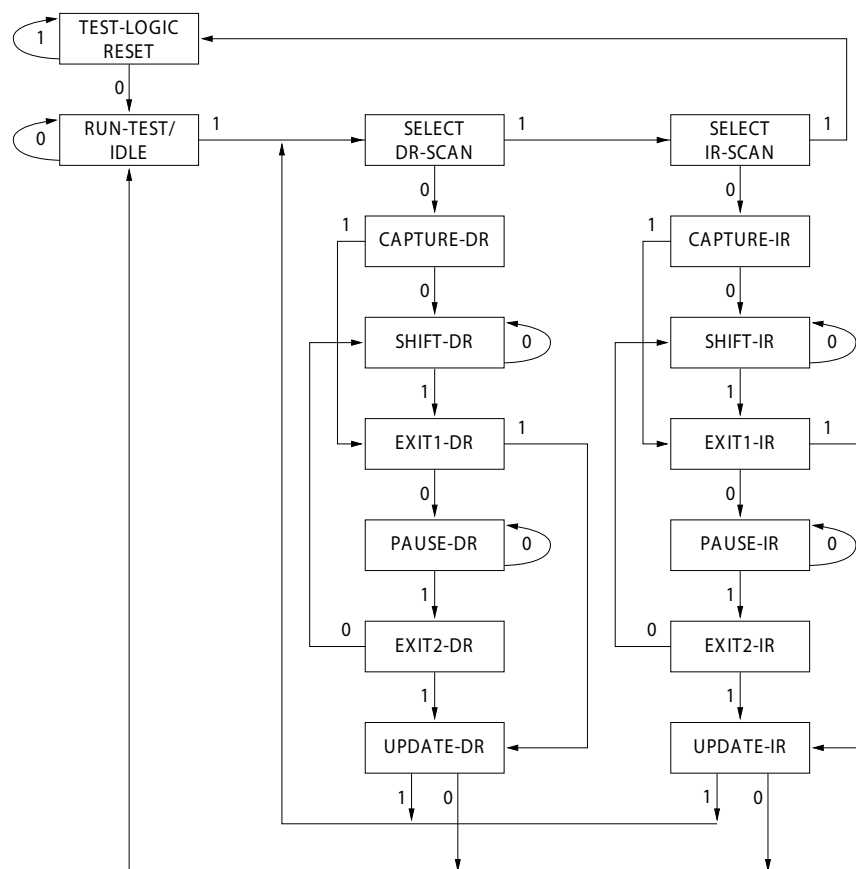 TEST-LOGIC
RESET
1
0
RUN-TEST/
IDLE
0
1
SELECT
DR-SCAN
1
SELECT
IR-SCAN
1
0
0
CAPTURE-DR
1
CAPTURE-IR
1
0
0
SHIFT-DR
0
SHIFT-IR
0
1
1
EXIT1-DR
1
EXIT1-IR
1
0
0
PAUSE-DR
0
PAUSE-IR
0
1
1
0
EXIT2-DR
0
EXIT2-IR
1
1
UPDATE-DR
UPDATE-IR
1
0
1
0